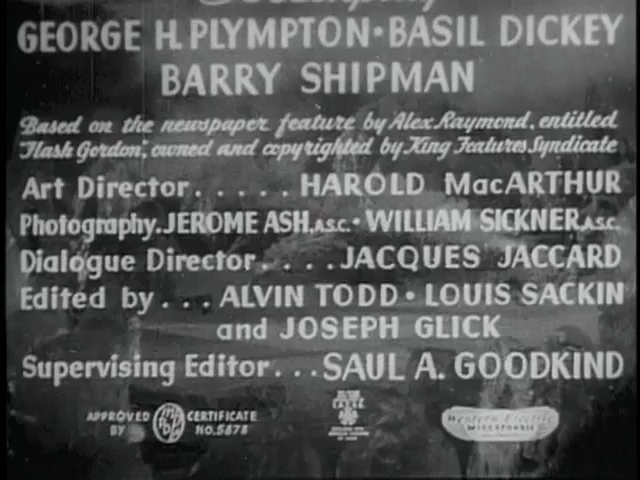 GEORGE H. PLYMPTON • BASIL DICKEY
BARRY SHIPMAN
Based on the newspaper feature by Alex Raymond, entitled
"Flash Gordon", owned and copyrighted by King Features Syndicate
Art Director . . . . . HAROLD MacARTHUR
Photography. JEROME ASH, A.S.C. • WILLIAM SICKNER, A.S.C.
Dialogue Director . . . . JACQUES JACCARD
Edited by . . . ALVIN TODD • LOUIS SACKIN
and JOSEPH GLICK
Supervising Editor . . . SAUL A. GOODKIND
APPROVED CERTIFICATE
BY NO. 5878
Western Electric